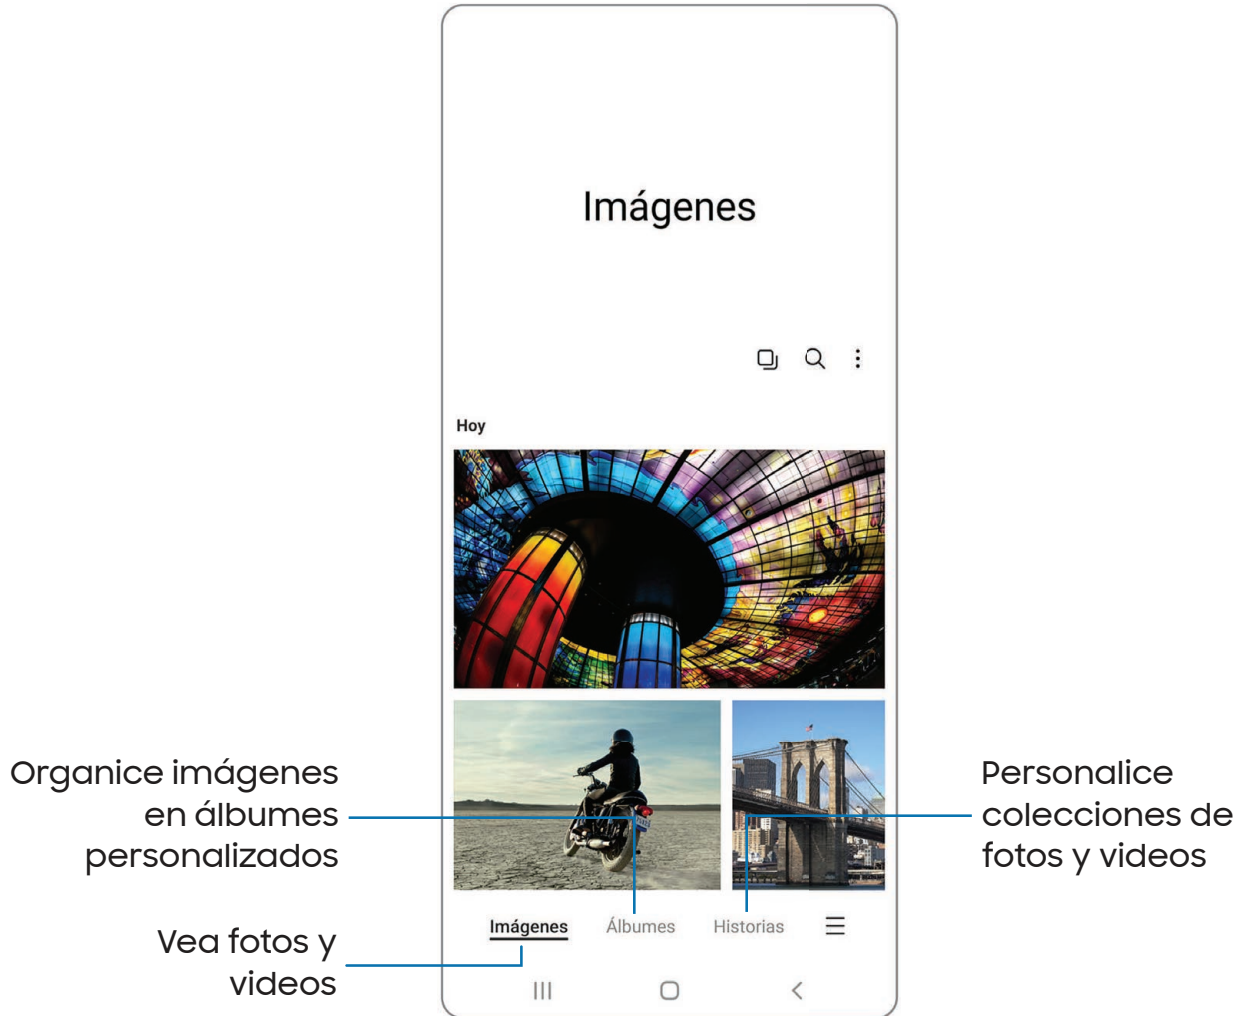 Imágenes
Hoy
Organice imágenes
en álbumes
personalizados
Personalice
colecciones de
fotos y videos
Imágenes Álbumes Historias
Vea fotos y
videos